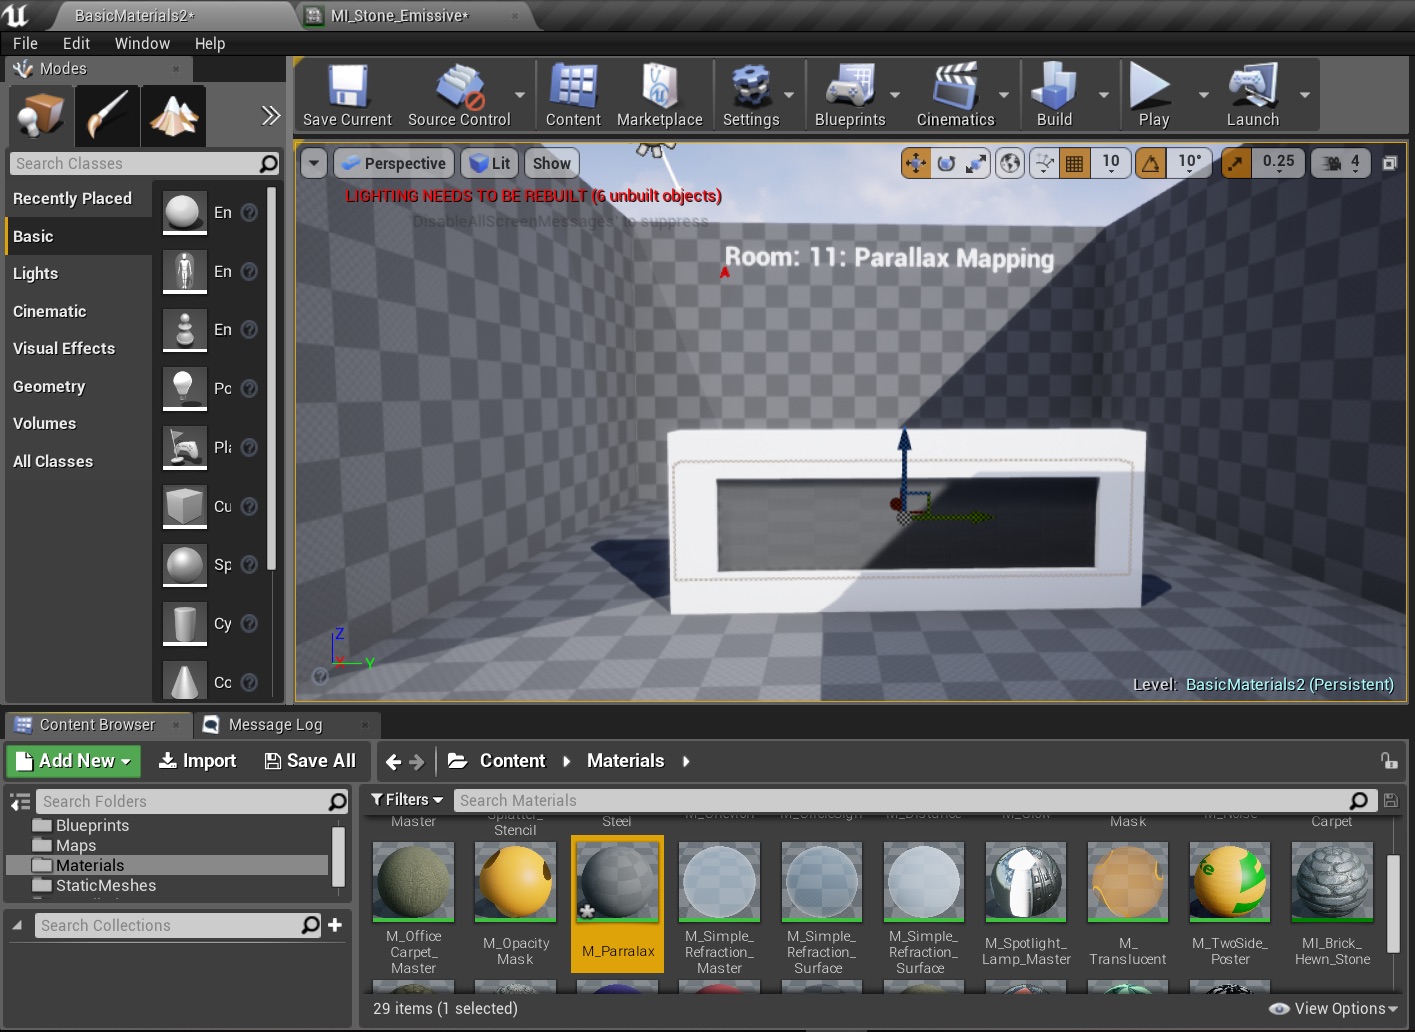 BasicMaterials2*
MI_Stone_Emissive*
File Edit Window Help
Modes
Search Classes
Recently Placed
Basic
Lights
Cinematic
Visual Effects
Geometry
Volumes
All Classes
En
En
En
Po
Pla
Cu
Sp
Cy
Co
Save Current
Source Control
Content
Marketplace
Settings
Blueprints
Cinematics
Build
Play
Launch
Perspective
Lit
Show
10
10°
0.25
4
LIGHTING NEEDS TO BE REBUILT (6 unbuilt objects)
'DisableAllScreenMessages' to suppress
Room: 11: Parallax Mapping
Z
X
Y
Level: BasicMaterials2 (Persistent)
Content Browser
Message Log
Add New
Import
Save All
Content
Materials
Search Folders
Blueprints
Maps
Materials
StaticMeshes
Search Collections
Filters
Search Materials
Master
Splatter_
Stencil
Steel
Mask
Carpet
M_Office
Carpet_
Master
M_Opacity
Mask
M_Parralax
M_Simple_
Refraction_
Master
M_Simple_
Refraction_
Surface
M_Simple_
Refraction_
Surface
M_Spotlight_
Lamp_Master
M_
Translucent
M_TwoSide_
Poster
MI_Brick_
Hewn_Stone
29 items (1 selected)
View Options